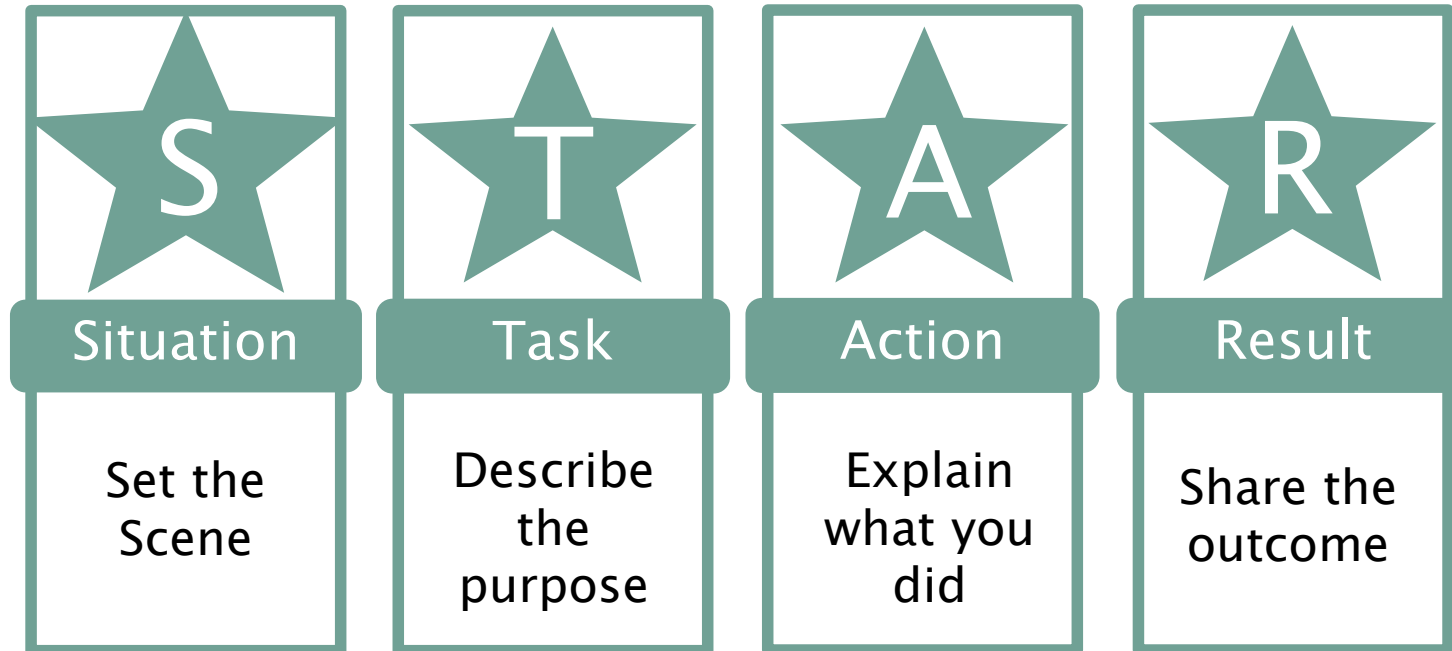 S
T
A
R
Situation
Task
Action
Result
Set the
Scene
Describe
the
purpose
Explain
what you
did
Share the
outcome